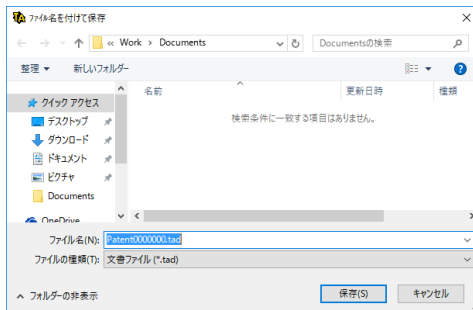 ファイル名を付けて保存
« Work › Documents
Documentsの検索
整理 新しいフォルダー
名前 更新日時 種類
検索条件に一致する項目はありません。
クイック アクセス
デスクトップ
ダウンロード
ドキュメント
ピクチャ
Documents
OneDrive
ファイル名(N): Patent0000000.tad
ファイルの種類(T): 文書ファイル (*.tad)
フォルダーの非表示
保存(S) キャンセル